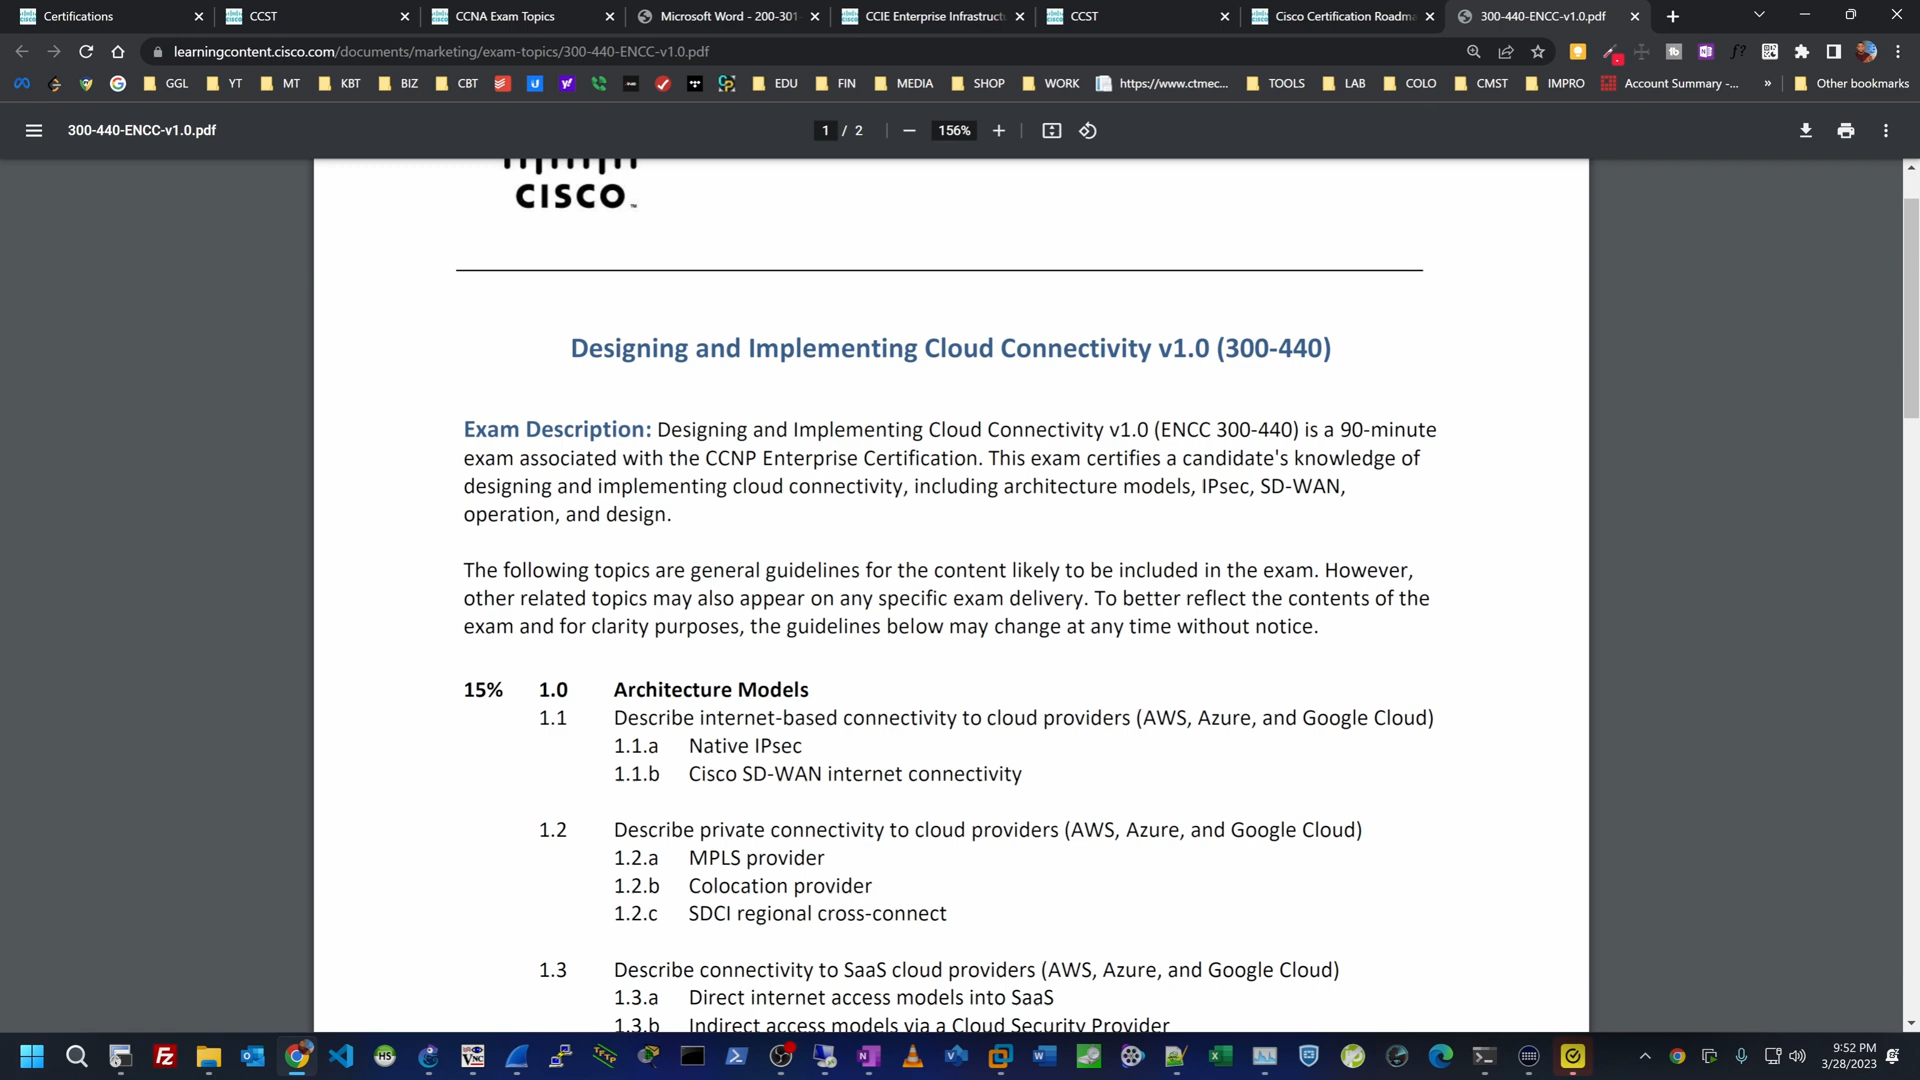 Certifications
CCST
CCNA Exam Topics
Microsoft Word - 200-301
CCIE Enterprise Infrastruct
CCST
Cisco Certification Roadma
300-440-ENCC-v1.0.pdf
learningcontent.cisco.com/documents/marketing/exam-topics/300-440-ENCC-v1.0.pdf
GGL YT MT KBT BIZ CBT EDU FIN MEDIA SHOP WORK https://www.ctmec... TOOLS LAB COLO CMST IMPRO Account Summary -... » Other bookmarks
300-440-ENCC-v1.0.pdf
1 / 2
156%
CISCO™
Designing and Implementing Cloud Connectivity v1.0 (300-440)
Exam Description: Designing and Implementing Cloud Connectivity v1.0 (ENCC 300-440) is a 90-minute
exam associated with the CCNP Enterprise Certification. This exam certifies a candidate's knowledge of
designing and implementing cloud connectivity, including architecture models, IPsec, SD-WAN,
operation, and design.
The following topics are general guidelines for the content likely to be included in the exam. However,
other related topics may also appear on any specific exam delivery. To better reflect the contents of the
exam and for clarity purposes, the guidelines below may change at any time without notice.
15% 1.0 Architecture Models
1.1 Describe internet-based connectivity to cloud providers (AWS, Azure, and Google Cloud)
1.1.a Native IPsec
1.1.b Cisco SD-WAN internet connectivity
1.2 Describe private connectivity to cloud providers (AWS, Azure, and Google Cloud)
1.2.a MPLS provider
1.2.b Colocation provider
1.2.c SDCI regional cross-connect
1.3 Describe connectivity to SaaS cloud providers (AWS, Azure, and Google Cloud)
1.3.a Direct internet access models into SaaS
1.3.b Indirect access models via a Cloud Security Provider
9:52 PM
3/28/2023